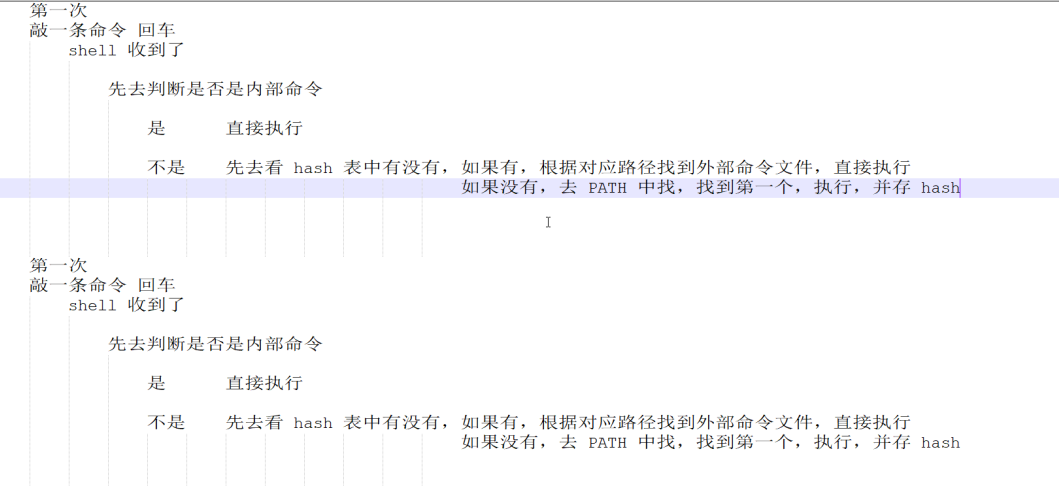 第一次
敲一条命令 回车
shell 收到了
先去判断是否是内部命令
是 直接执行
不是 先去看 hash 表中有没有，如果有，根据对应路径找到外部命令文件，直接执行
如果没有，去 PATH 中找，找到第一个，执行，并存 hash
第一次
敲一条命令 回车
shell 收到了
先去判断是否是内部命令
是 直接执行
不是 先去看 hash 表中有没有，如果有，根据对应路径找到外部命令文件，直接执行
如果没有，去 PATH 中找，找到第一个，执行，并存 hash